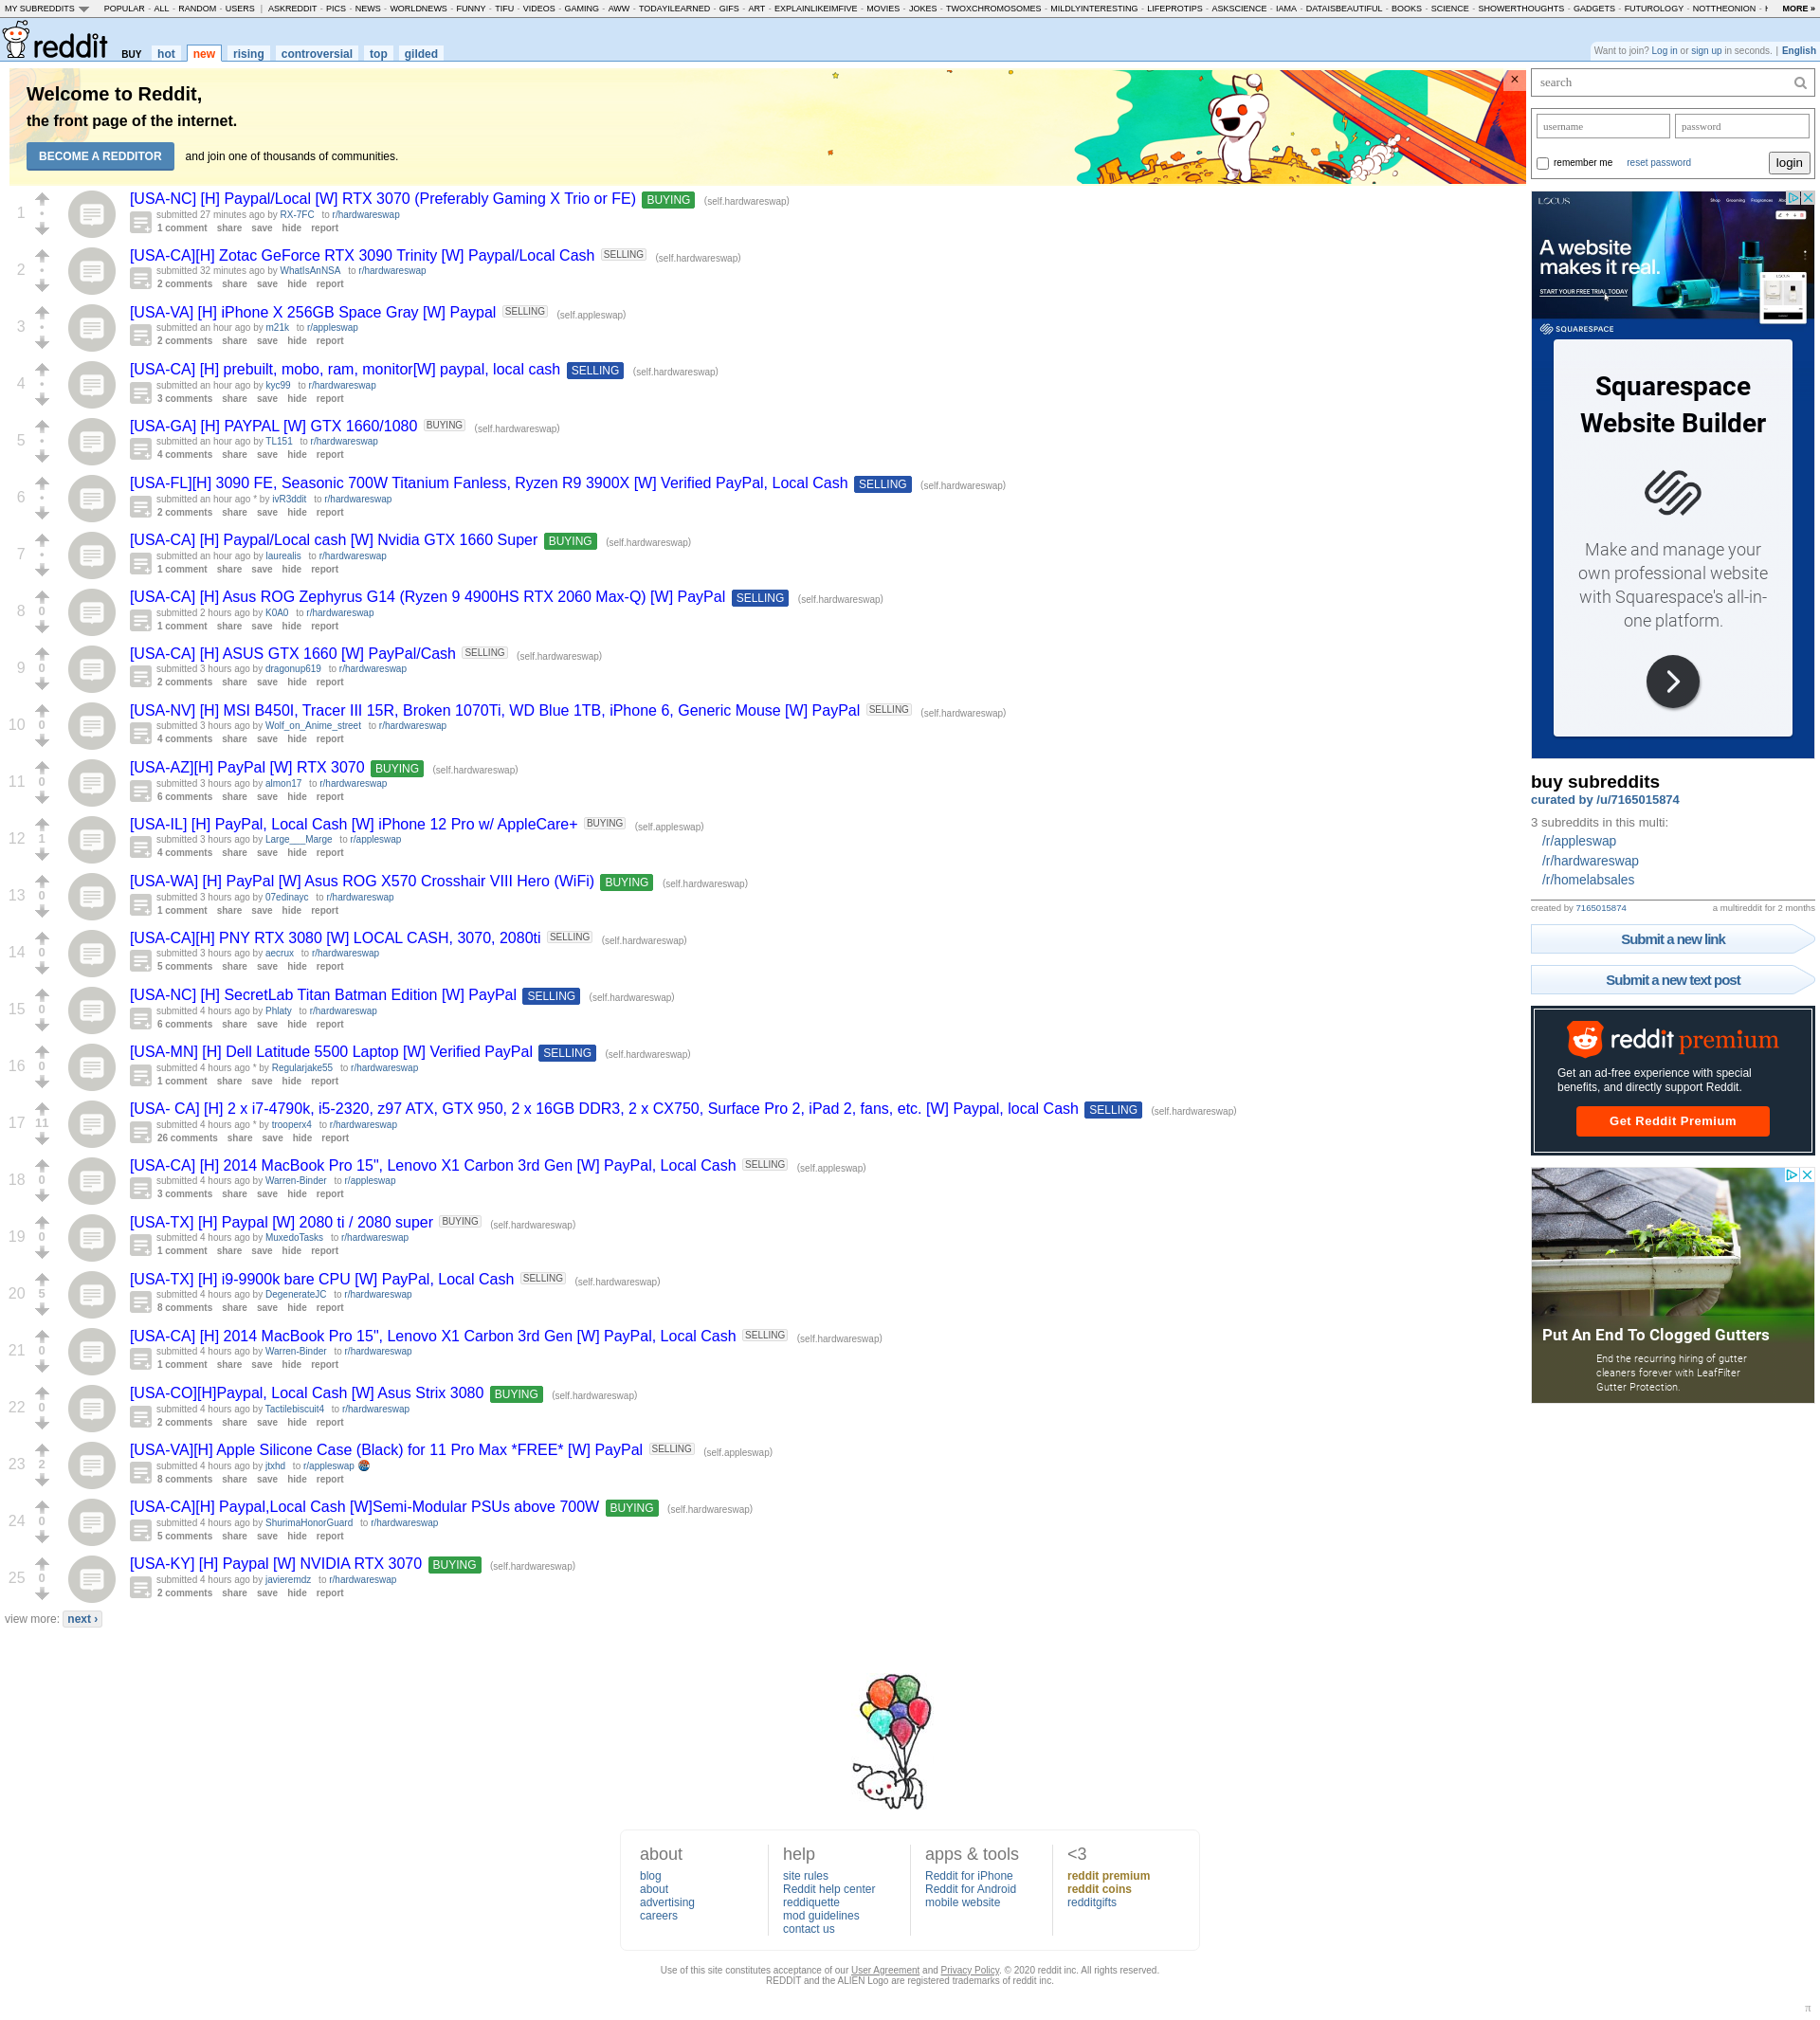 MY SUBREDDITS POPULAR - ALL - RANDOM - USERS | ASKREDDIT - PICS - NEWS - WORLDNEWS - FUNNY - TIFU - VIDEOS - GAMING - AWW - TODAYILEARNED - GIFS - ART - EXPLAINLIKEIMFIVE - MOVIES - JOKES - TWOXCHROMOSOMES - MILDLYINTERESTING - LIFEPROTIPS - ASKSCIENCE - IAMA - DATAISBEAUTIFUL - BOOKS - SCIENCE - SHOWERTHOUGHTS - GADGETS - FUTUROLOGY - NOTTHEONION - MORE »
reddit BUY hot new rising controversial top gilded
Want to join? Log in or sign up in seconds. | English
Welcome to Reddit,
the front page of the internet.
BECOME A REDDITOR and join one of thousands of communities.
×
1
[USA-NC] [H] Paypal/Local [W] RTX 3070 (Preferably Gaming X Trio or FE) BUYING (self.hardwareswap)
submitted 27 minutes ago by RX-7FC to r/hardwareswap
1 comment share save hide report
2
[USA-CA][H] Zotac GeForce RTX 3090 Trinity [W] Paypal/Local Cash SELLING (self.hardwareswap)
submitted 32 minutes ago by WhatIsAnNSA to r/hardwareswap
2 comments share save hide report
3
[USA-VA] [H] iPhone X 256GB Space Gray [W] Paypal SELLING (self.appleswap)
submitted an hour ago by m21k to r/appleswap
2 comments share save hide report
4
[USA-CA] [H] prebuilt, mobo, ram, monitor[W] paypal, local cash SELLING (self.hardwareswap)
submitted an hour ago by kyc99 to r/hardwareswap
3 comments share save hide report
5
[USA-GA] [H] PAYPAL [W] GTX 1660/1080 BUYING (self.hardwareswap)
submitted an hour ago by TL151 to r/hardwareswap
4 comments share save hide report
6
[USA-FL][H] 3090 FE, Seasonic 700W Titanium Fanless, Ryzen R9 3900X [W] Verified PayPal, Local Cash SELLING (self.hardwareswap)
submitted an hour ago * by ivR3ddit to r/hardwareswap
2 comments share save hide report
7
[USA-CA] [H] Paypal/Local cash [W] Nvidia GTX 1660 Super BUYING (self.hardwareswap)
submitted an hour ago by laurealis to r/hardwareswap
1 comment share save hide report
8 0
[USA-CA] [H] Asus ROG Zephyrus G14 (Ryzen 9 4900HS RTX 2060 Max-Q) [W] PayPal SELLING (self.hardwareswap)
submitted 2 hours ago by K0A0 to r/hardwareswap
1 comment share save hide report
9 0
[USA-CA] [H] ASUS GTX 1660 [W] PayPal/Cash SELLING (self.hardwareswap)
submitted 3 hours ago by dragonup619 to r/hardwareswap
2 comments share save hide report
10 0
[USA-NV] [H] MSI B450I, Tracer III 15R, Broken 1070Ti, WD Blue 1TB, iPhone 6, Generic Mouse [W] PayPal SELLING (self.hardwareswap)
submitted 3 hours ago by Wolf_on_Anime_street to r/hardwareswap
4 comments share save hide report
11 0
[USA-AZ][H] PayPal [W] RTX 3070 BUYING (self.hardwareswap)
submitted 3 hours ago by almon17 to r/hardwareswap
6 comments share save hide report
12 1
[USA-IL] [H] PayPal, Local Cash [W] iPhone 12 Pro w/ AppleCare+ BUYING (self.appleswap)
submitted 3 hours ago by Large___Marge to r/appleswap
4 comments share save hide report
13 0
[USA-WA] [H] PayPal [W] Asus ROG X570 Crosshair VIII Hero (WiFi) BUYING (self.hardwareswap)
submitted 3 hours ago by 07edinayc to r/hardwareswap
1 comment share save hide report
14 0
[USA-CA][H] PNY RTX 3080 [W] LOCAL CASH, 3070, 2080ti SELLING (self.hardwareswap)
submitted 3 hours ago by aecrux to r/hardwareswap
5 comments share save hide report
15 0
[USA-NC] [H] SecretLab Titan Batman Edition [W] PayPal SELLING (self.hardwareswap)
submitted 4 hours ago by Phlaty to r/hardwareswap
6 comments share save hide report
16 0
[USA-MN] [H] Dell Latitude 5500 Laptop [W] Verified PayPal SELLING (self.hardwareswap)
submitted 4 hours ago * by Regularjake55 to r/hardwareswap
1 comment share save hide report
17 11
[USA- CA] [H] 2 x i7-4790k, i5-2320, z97 ATX, GTX 950, 2 x 16GB DDR3, 2 x CX750, Surface Pro 2, iPad 2, fans, etc. [W] Paypal, local Cash SELLING (self.hardwareswap)
submitted 4 hours ago * by trooperx4 to r/hardwareswap
26 comments share save hide report
18 0
[USA-CA] [H] 2014 MacBook Pro 15", Lenovo X1 Carbon 3rd Gen [W] PayPal, Local Cash SELLING (self.appleswap)
submitted 4 hours ago by Warren-Binder to r/appleswap
3 comments share save hide report
19 0
[USA-TX] [H] Paypal [W] 2080 ti / 2080 super BUYING (self.hardwareswap)
submitted 4 hours ago by MuxedoTasks to r/hardwareswap
1 comment share save hide report
20 5
[USA-TX] [H] i9-9900k bare CPU [W] PayPal, Local Cash SELLING (self.hardwareswap)
submitted 4 hours ago by DegenerateJC to r/hardwareswap
8 comments share save hide report
21 0
[USA-CA] [H] 2014 MacBook Pro 15", Lenovo X1 Carbon 3rd Gen [W] PayPal, Local Cash SELLING (self.hardwareswap)
submitted 4 hours ago by Warren-Binder to r/hardwareswap
1 comment share save hide report
22 0
[USA-CO][H]Paypal, Local Cash [W] Asus Strix 3080 BUYING (self.hardwareswap)
submitted 4 hours ago by Tactilebiscuit4 to r/hardwareswap
2 comments share save hide report
23 2
[USA-VA][H] Apple Silicone Case (Black) for 11 Pro Max *FREE* [W] PayPal SELLING (self.appleswap)
submitted 4 hours ago by jtxhd to r/appleswap
8 comments share save hide report
24 0
[USA-CA][H] Paypal,Local Cash [W]Semi-Modular PSUs above 700W BUYING (self.hardwareswap)
submitted 4 hours ago by ShurimaHonorGuard to r/hardwareswap
5 comments share save hide report
25 0
[USA-KY] [H] Paypal [W] NVIDIA RTX 3070 BUYING (self.hardwareswap)
submitted 4 hours ago by javieremdz to r/hardwareswap
2 comments share save hide report
view more: next ›
search
username password
remember me reset password login
LOCUS
A website
makes it real.
START YOUR FREE TRIAL TODAY
SQUARESPACE
Squarespace
Website Builder
Make and manage your
own professional website
with Squarespace's all-in-
one platform.
buy subreddits
curated by /u/7165015874
3 subreddits in this multi:
/r/appleswap
/r/hardwareswap
/r/homelabsales
created by 7165015874 a multireddit for 2 months
Submit a new link
Submit a new text post
reddit premium
Get an ad-free experience with special
benefits, and directly support Reddit.
Get Reddit Premium
Put An End To Clogged Gutters
End the recurring hiring of gutter
cleaners forever with LeafFilter
Gutter Protection.
about
blog
about
advertising
careers
help
site rules
Reddit help center
reddiquette
mod guidelines
contact us
apps & tools
Reddit for iPhone
Reddit for Android
mobile website
<3
reddit premium
reddit coins
redditgifts
Use of this site constitutes acceptance of our User Agreement and Privacy Policy. © 2020 reddit inc. All rights reserved.
REDDIT and the ALIEN Logo are registered trademarks of reddit inc.
π